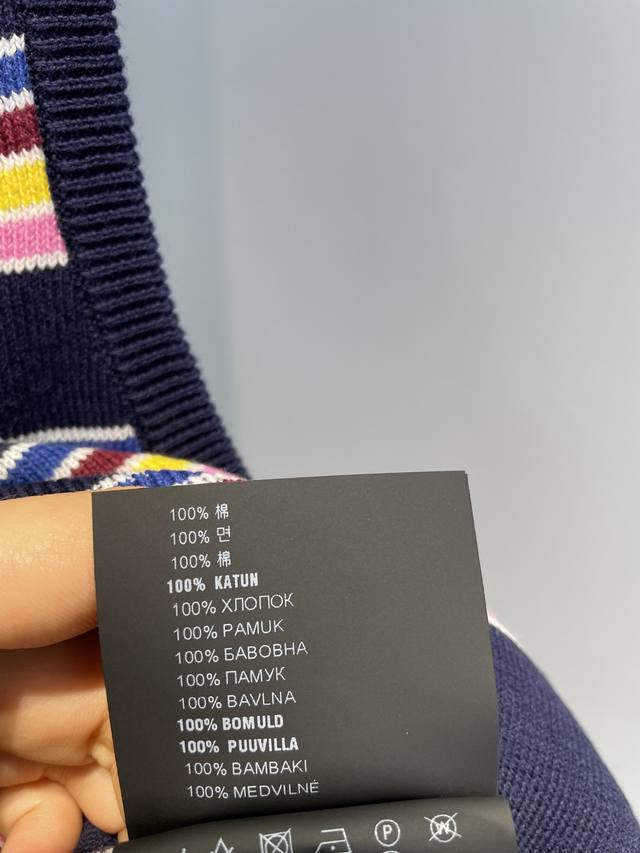 100% 棉
100% 면
100% 棉
100% KATUN
100% ХЛОПОК
100% PAMUK
100% БАВОВНА
100% ПАМУК
100% BAVLNA
100% BOMULD
100% PUUVILLA
100% BAMBAKI
100% MEDVILNĖ
P W